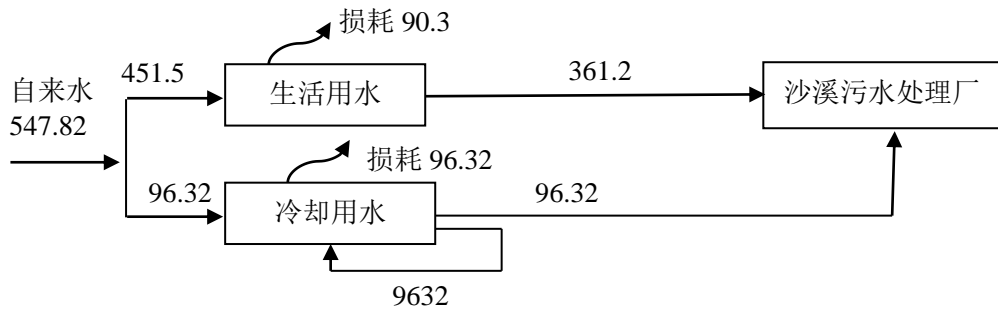 损耗 90.3
451.5
生活用水
361.2
沙溪污水处理厂
自来水
547.82
损耗 96.32
96.32
冷却用水
96.32
9632